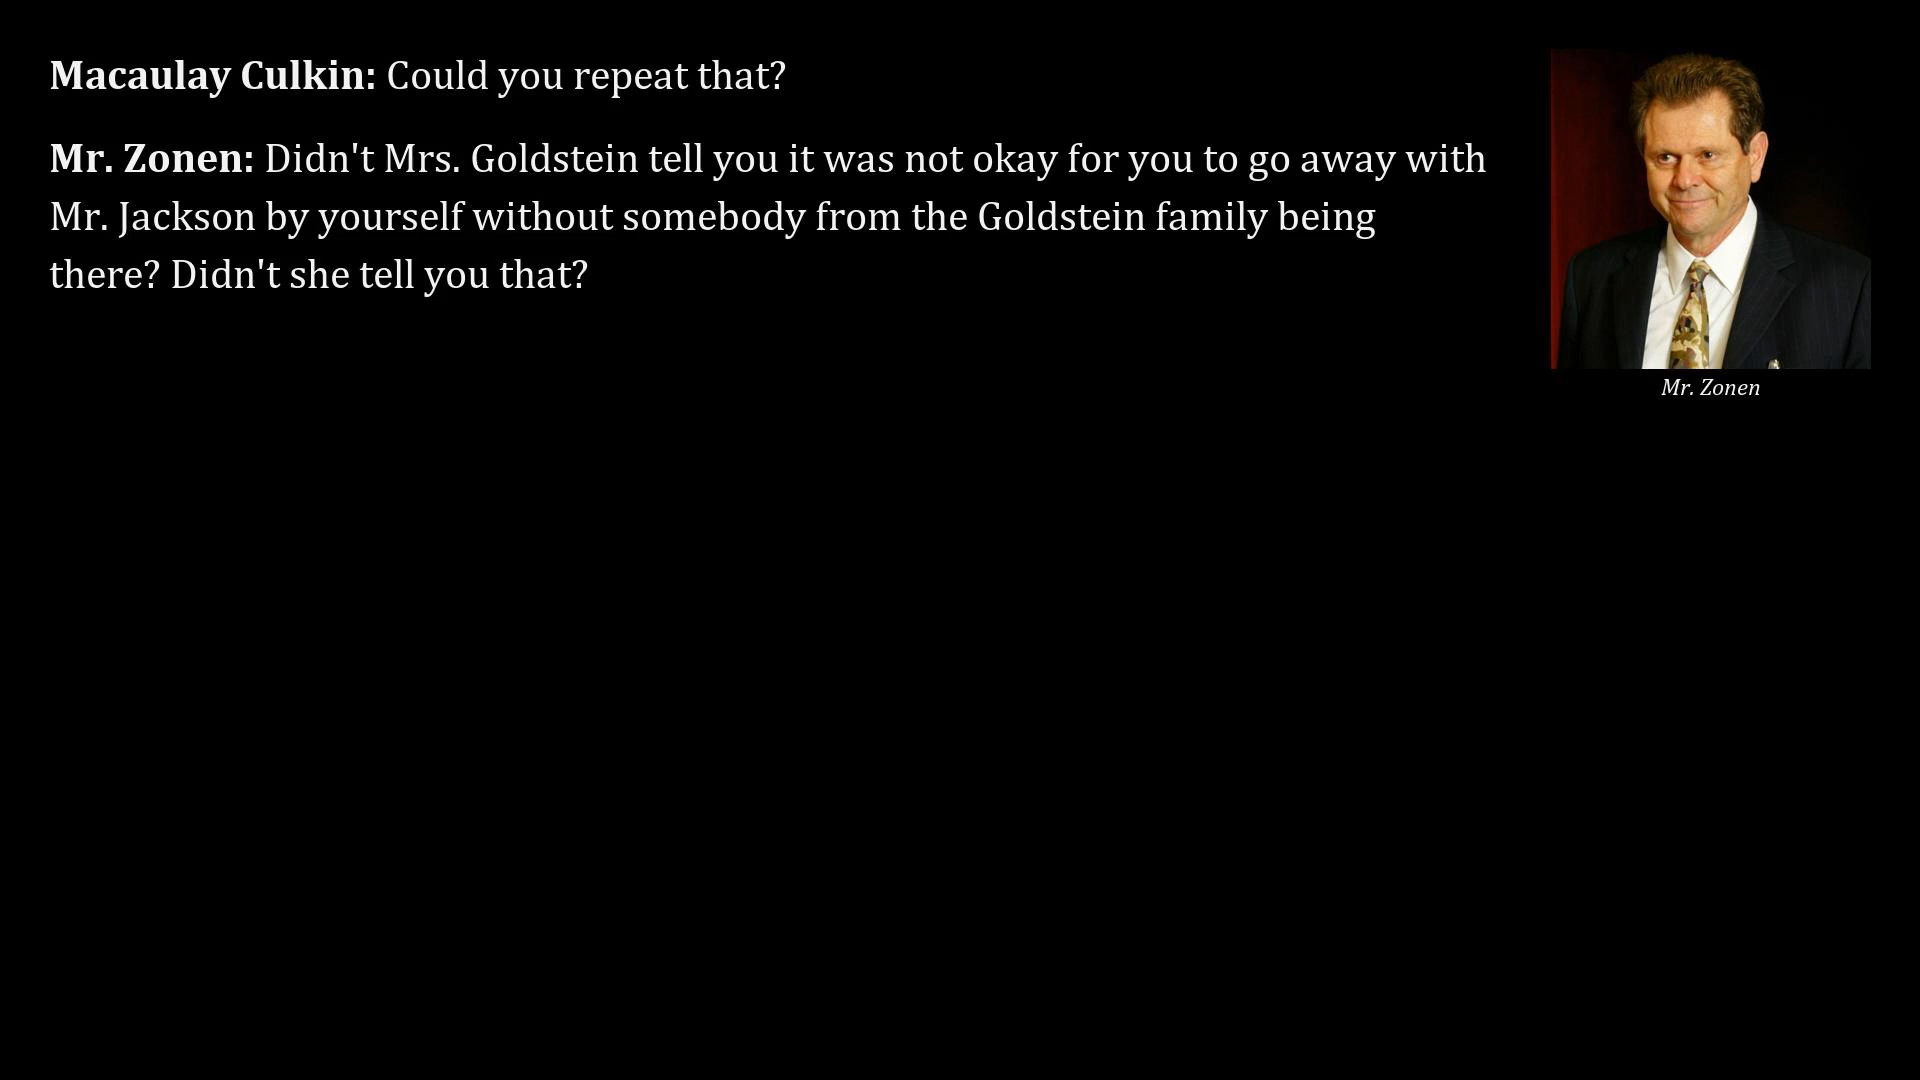 Macaulay Culkin: Could you repeat that?
Mr. Zonen: Didn't Mrs. Goldstein tell you it was not okay for you to go away with
Mr. Jackson by yourself without somebody from the Goldstein family being
there? Didn't she tell you that?
Mr. Zonen